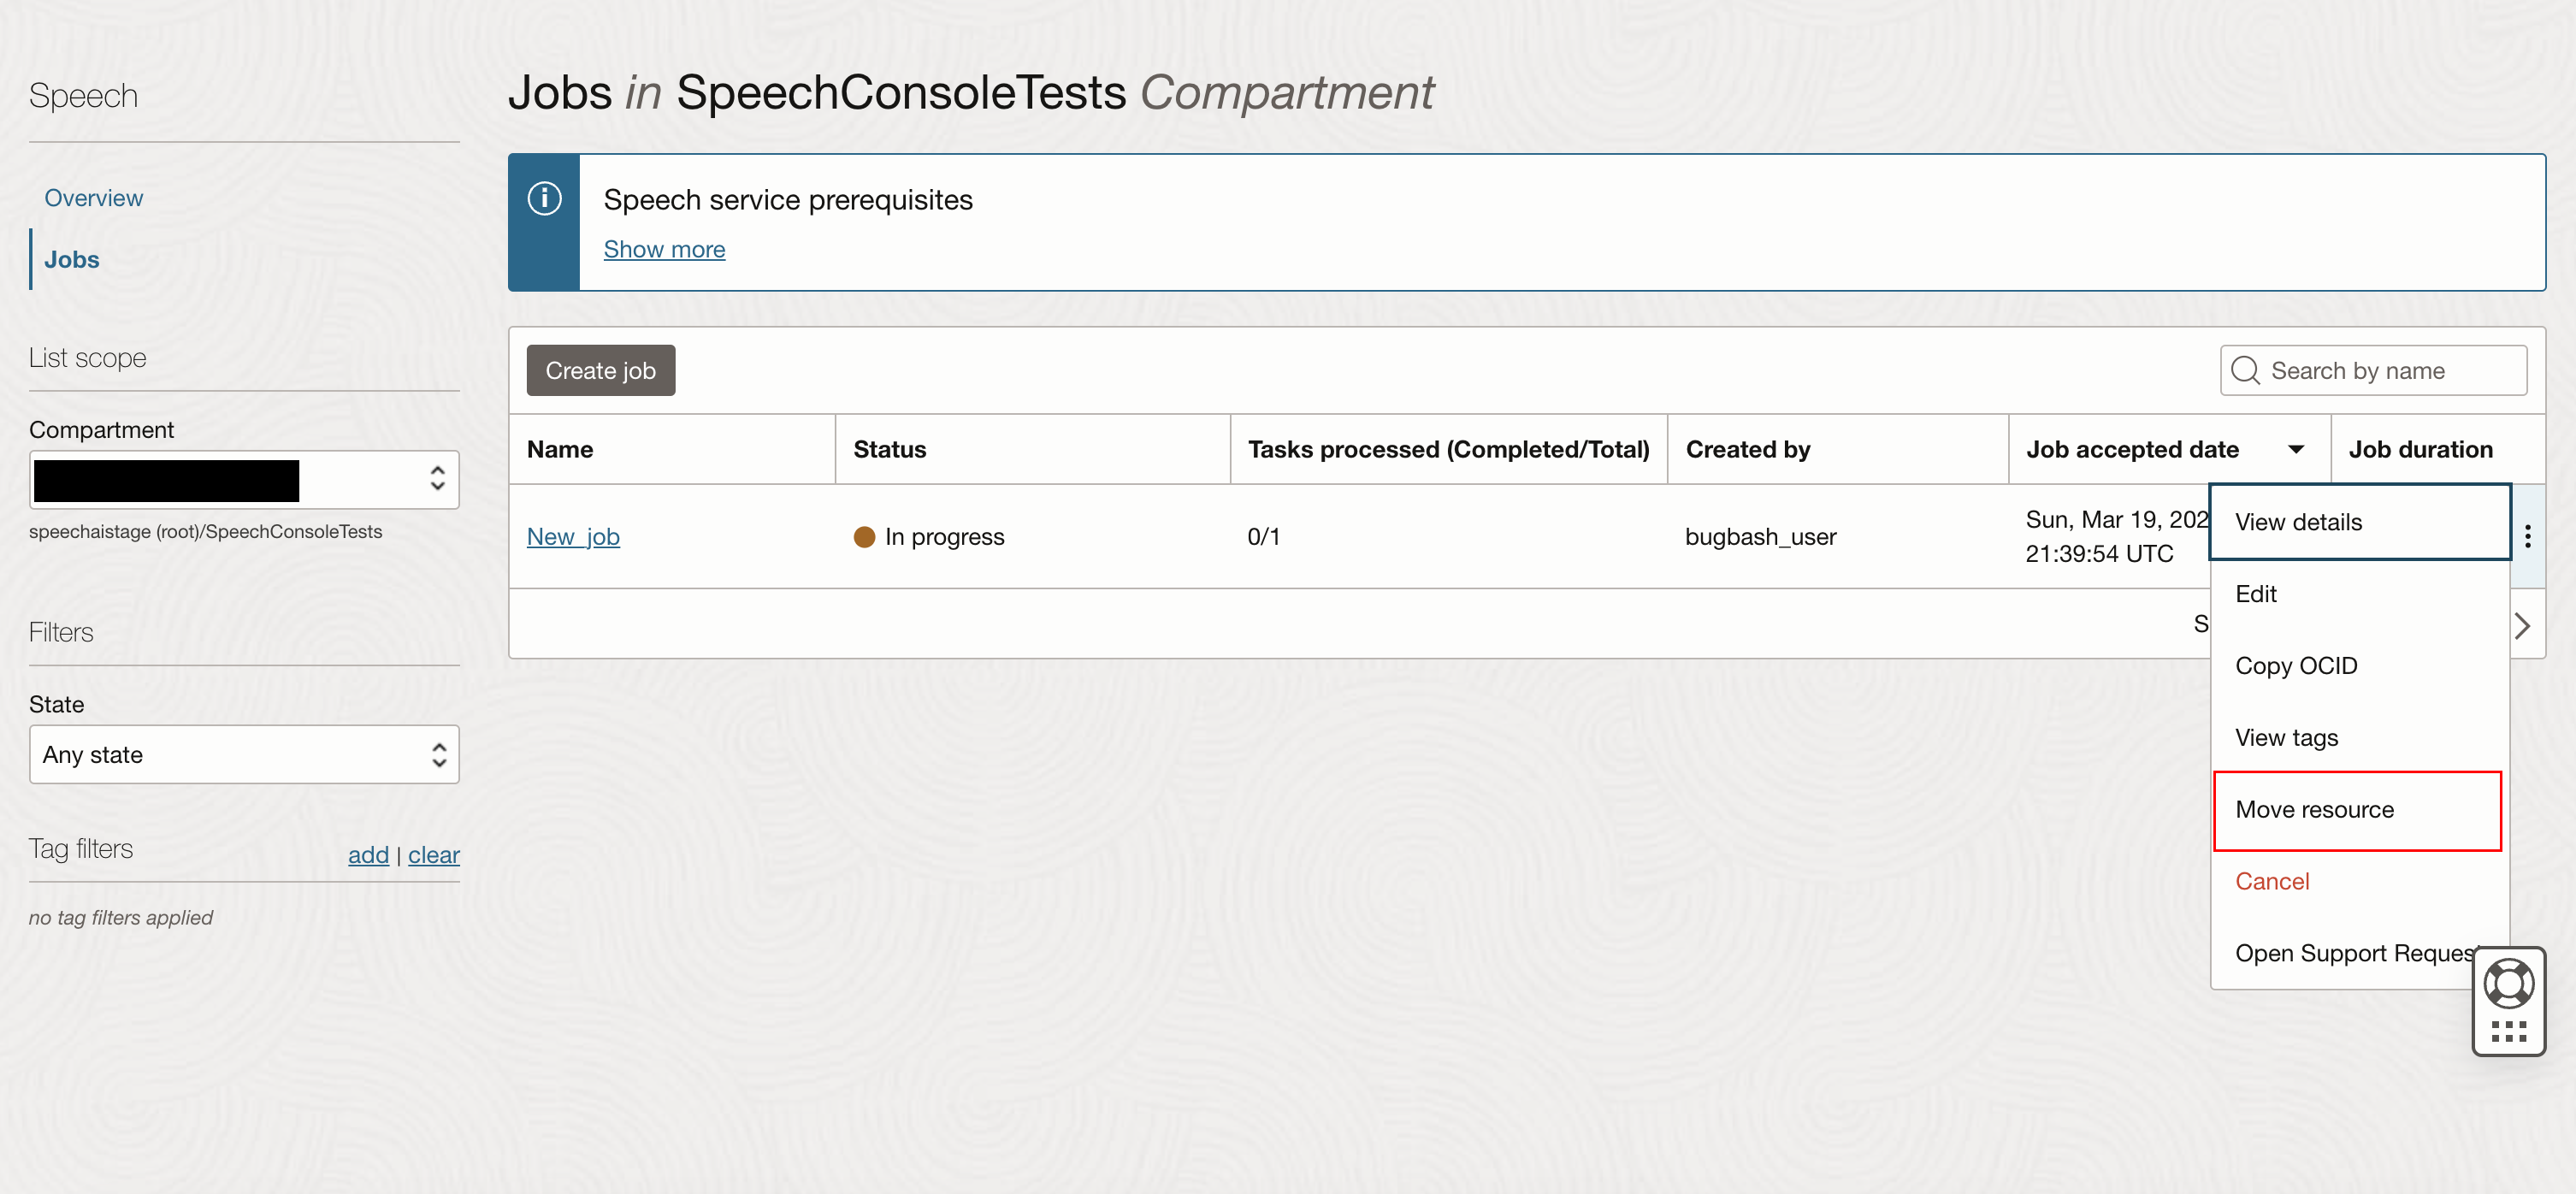 Speech
Overview
Jobs
List scope
Compartment
speechaistage (root)/SpeechConsoleTests
Filters
State
Any state
Tag filters
add | clear
no tag filters applied
Jobs in SpeechConsoleTests Compartment
Speech service prerequisites
Show more
Create job
Search by name
Name Status Tasks processed (Completed/Total) Created by Job accepted date Job duration
New_job In progress 0/1 bugbash_user Sun, Mar 19, 202
21:39:54 UTC
S
View details
Edit
Copy OCID
View tags
Move resource
Cancel
Open Support Reques